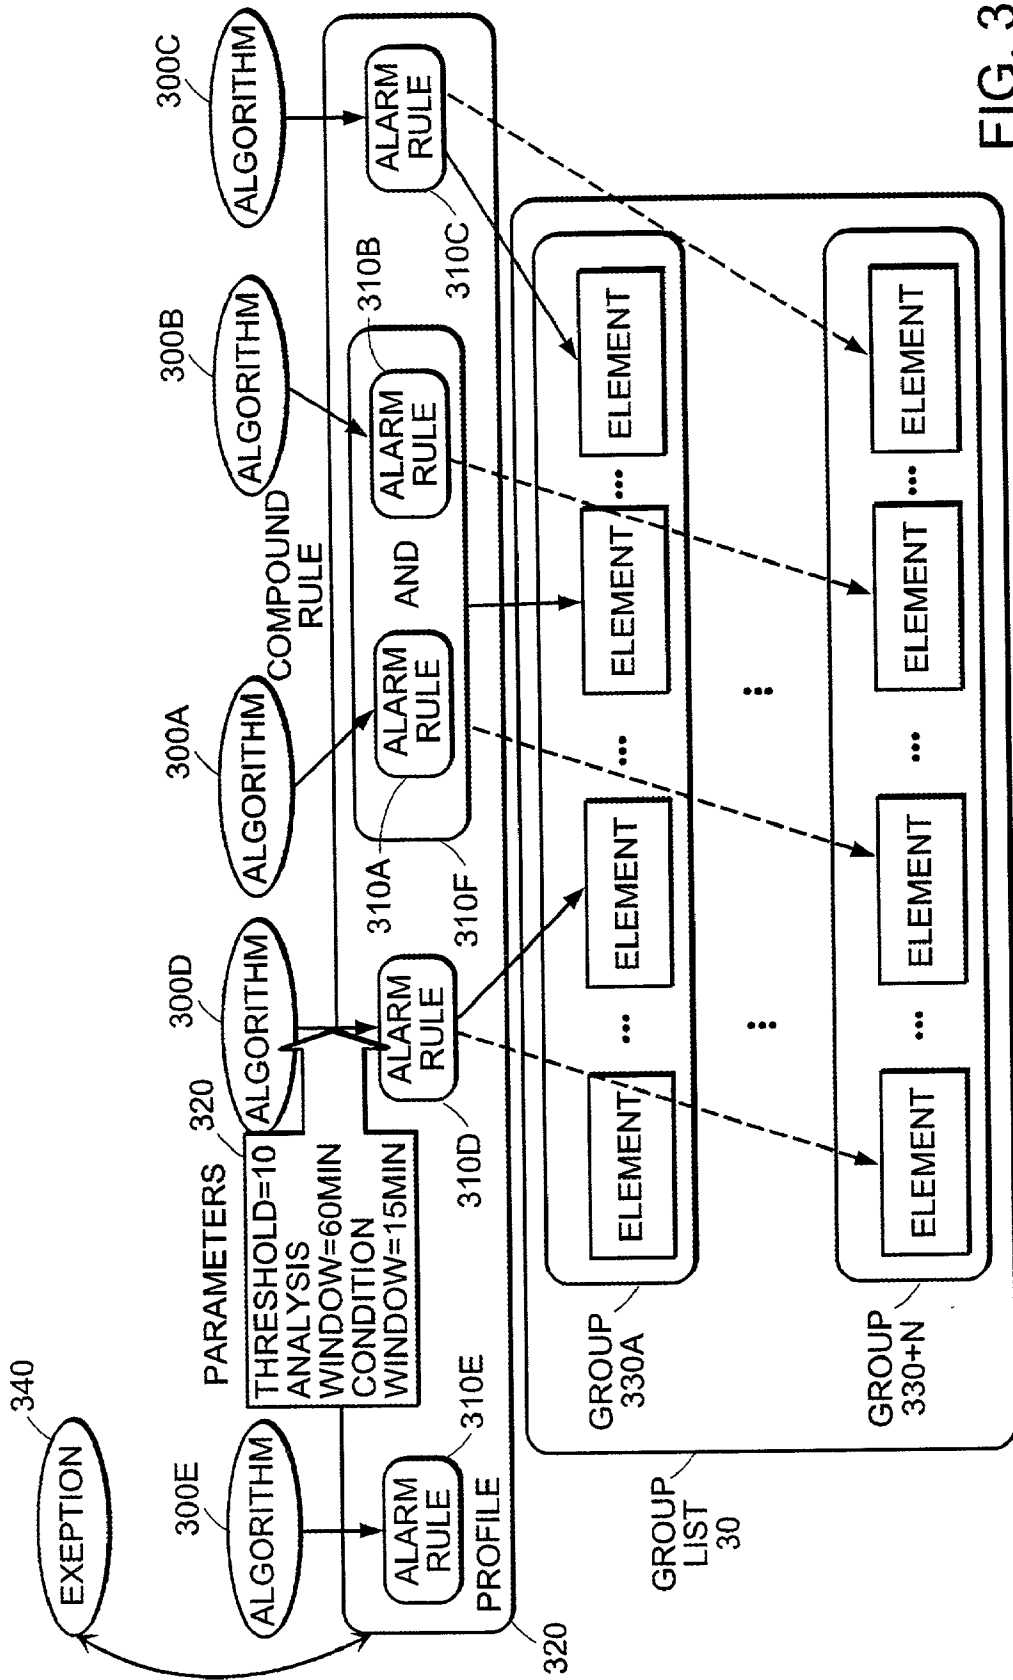 340
EXEPTION
300E
ALGORITHM
PARAMETERS
320
THRESHOLD=10
ANALYSIS
WINDOW=60MIN
CONDITION
WINDOW=15MIN
300D
ALGORITHM
300A
ALGORITHM
COMPOUND
RULE
300B
ALGORITHM
300C
ALGORITHM
ALARM
RULE
310E
PROFILE
320
ALARM
RULE
310D
ALARM
RULE
310A
310F
AND
ALARM
RULE
310B
ALARM
RULE
310C
ELEMENT
...
ELEMENT
...
ELEMENT
...
ELEMENT
GROUP
330A
...
...
ELEMENT
...
ELEMENT
...
ELEMENT
...
ELEMENT
GROUP
330+N
GROUP
LIST
30
FIG. 3